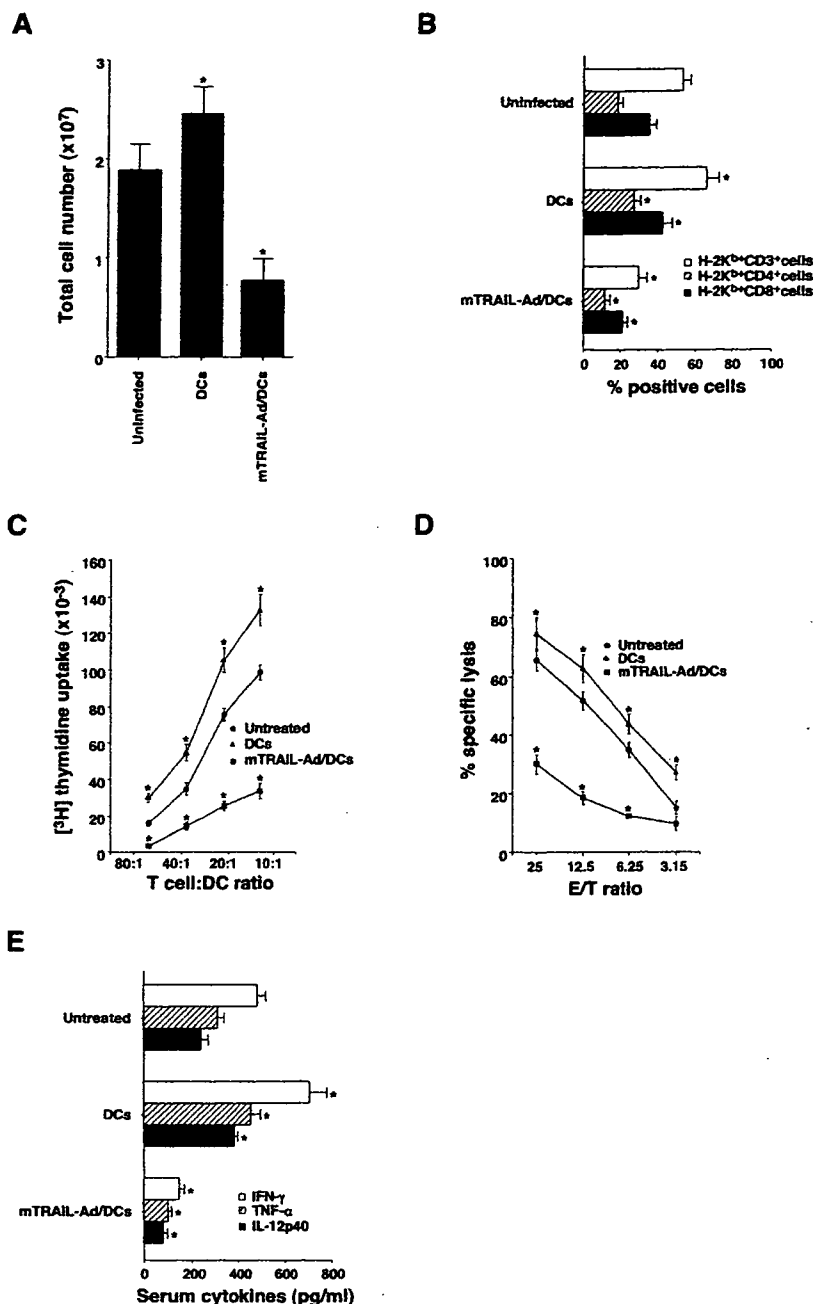 A
Total cell number (x10⁷)
3
2
1
0
*
*
Uninfected
DCs
mTRAIL-Ad/DCs
B
Uninfected
DCs
mTRAIL-Ad/DCs
*
*
*
*
*
*
H-2Kᵇ⁺CD3⁺cells
H-2Kᵇ⁺CD4⁺cells
H-2Kᵇ⁺CD8⁺cells
0 20 40 60 80 100
% positive cells
C
[³H] thymidine uptake (x10⁻³)
160
140
120
100
80
60
40
20
0
*
*
*
*
*
*
*
*
Untreated
DCs
mTRAIL-Ad/DCs
80:1 40:1 20:1 10:1
T cell:DC ratio
D
% specific lysis
100
80
60
40
20
0
*
*
*
*
*
*
*
Untreated
DCs
mTRAIL-Ad/DCs
25 12.5 6.25 3.15
E/T ratio
E
Untreated
DCs
mTRAIL-Ad/DCs
*
*
*
*
*
*
IFN-γ
TNF-α
IL-12p40
0 200 400 600 800
Serum cytokines (pg/ml)